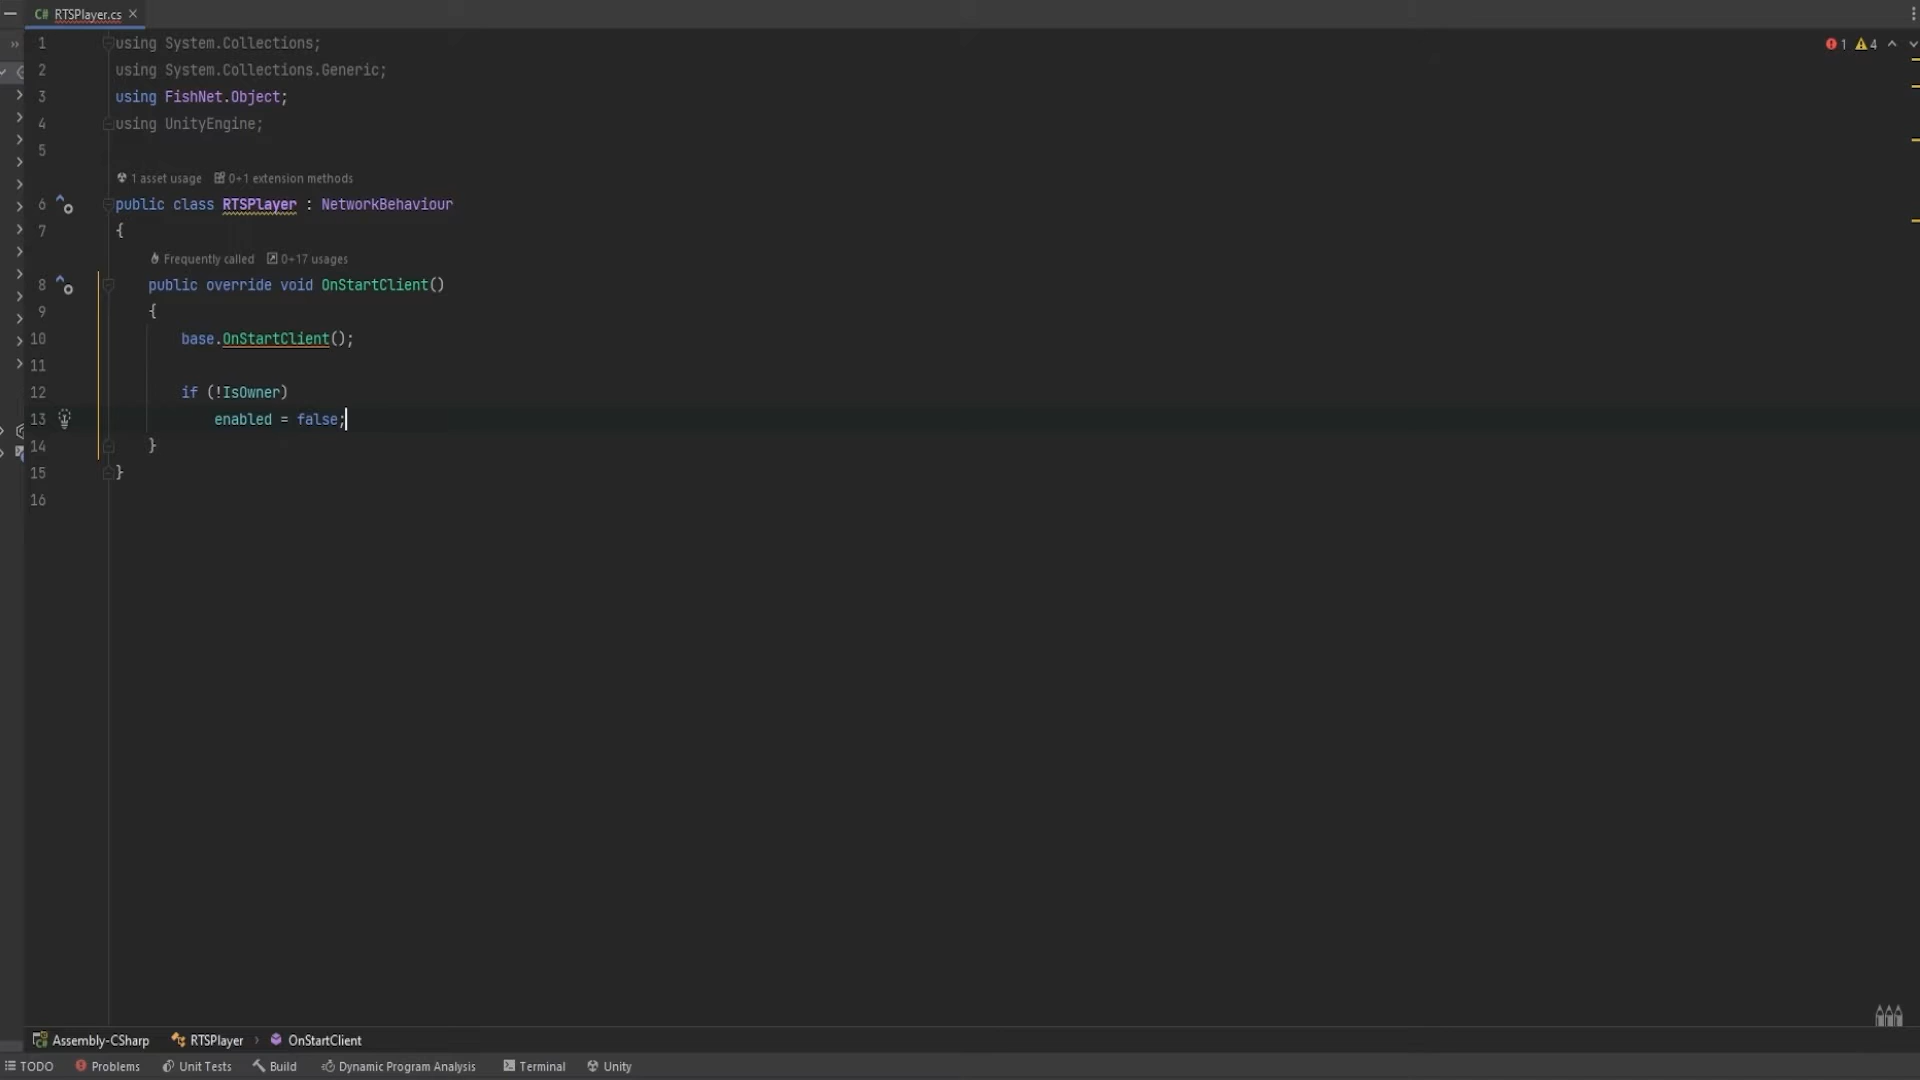 RTSPlayer.cs
1 using System.Collections;
2 using System.Collections.Generic;
3 using FishNet.Object;
4 using UnityEngine;
5
1 asset usage 0+1 extension methods
6 public class RTSPlayer : NetworkBehaviour
7 {
Frequently called 0+17 usages
8 public override void OnStartClient()
9 {
10 base.OnStartClient();
11
12 if (!IsOwner)
13 enabled = false;
14 }
15 }
16
1 4
Assembly-CSharp RTSPlayer OnStartClient
TODO Problems Unit Tests Build Dynamic Program Analysis Terminal Unity